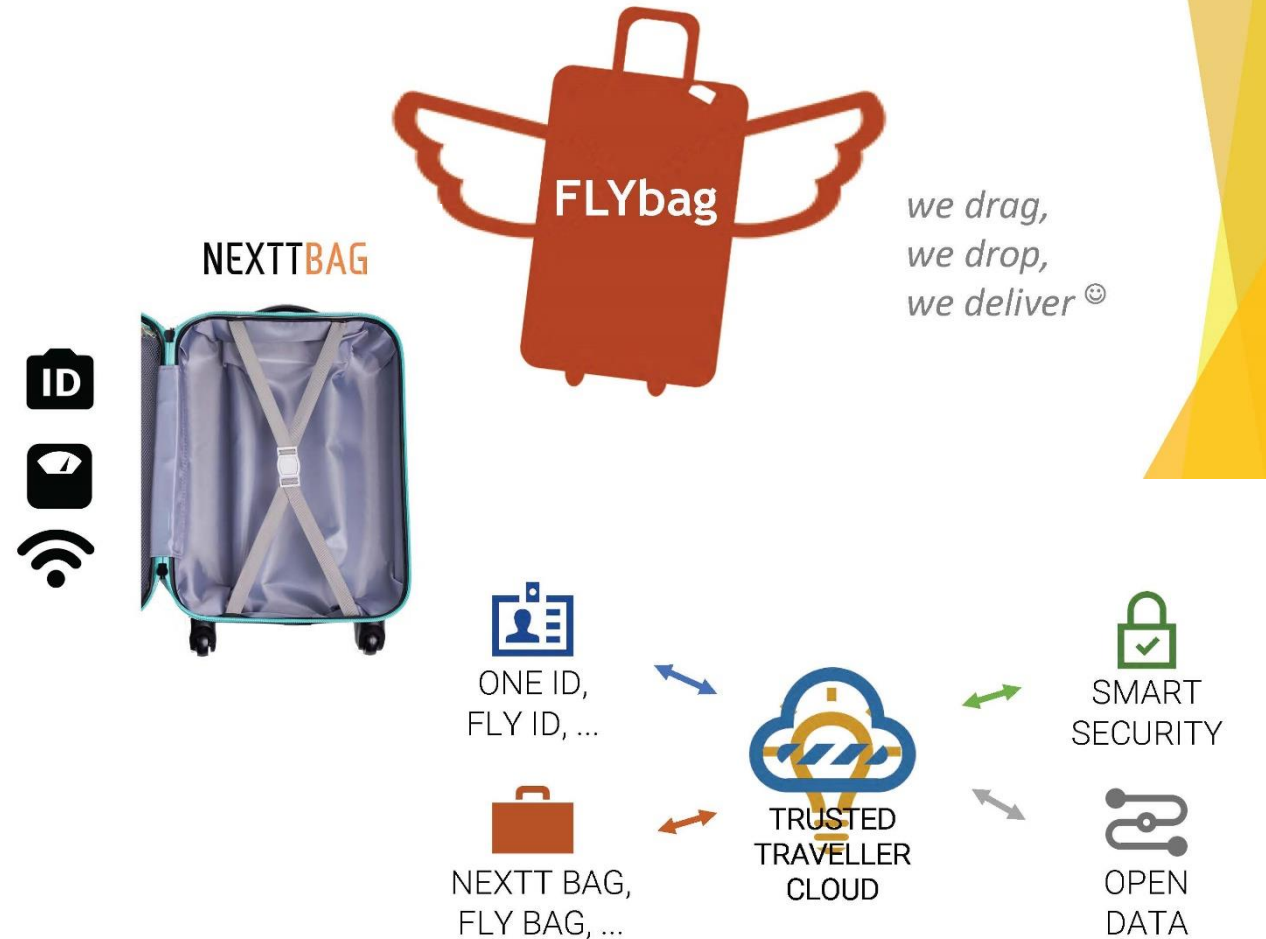 FLYbag
we drag,
we drop,
we deliver ☺
NEXTTBAG
ID
ONE ID,
FLY ID, ...
NEXTT BAG,
FLY BAG, ...
TRUSTED
TRAVELLER
CLOUD
SMART
SECURITY
OPEN
DATA